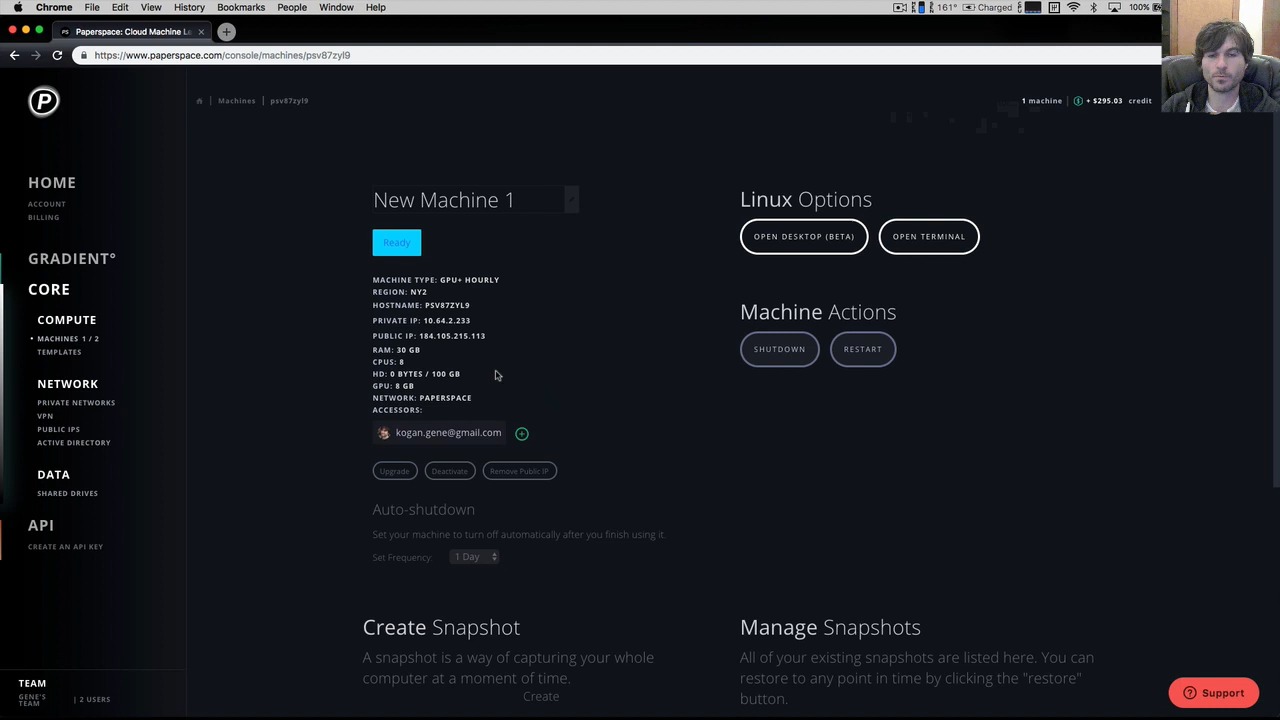 Chrome File Edit View History Bookmarks People Window Help 161° Charged 100%
PS Paperspace: Cloud Machine Le
https://www.paperspace.com/console/machines/psv87zyl9
P
Machines | psv87zyl9
1 machine | + $295.03 credit
HOME
ACCOUNT
BILLING
GRADIENT°
CORE
COMPUTE
MACHINES 1 / 2
TEMPLATES
NETWORK
PRIVATE NETWORKS
VPN
PUBLIC IPS
ACTIVE DIRECTORY
DATA
SHARED DRIVES
API
CREATE AN API KEY
TEAM
GENE'S TEAM | 2 USERS
New Machine 1
Ready
MACHINE TYPE: GPU+ HOURLY
REGION: NY2
HOSTNAME: PSV87ZYL9
PRIVATE IP: 10.64.2.233
PUBLIC IP: 184.105.215.113
RAM: 30 GB
CPUS: 8
HD: 0 BYTES / 100 GB
GPU: 8 GB
NETWORK: PAPERSPACE
ACCESSORS:
kogan.gene@gmail.com
Upgrade Deactivate Remove Public IP
Auto-shutdown
Set your machine to turn off automatically after you finish using it.
Set Frequency: 1 Day
Linux Options
OPEN DESKTOP (BETA) OPEN TERMINAL
Machine Actions
SHUTDOWN RESTART
Create Snapshot
A snapshot is a way of capturing your whole
computer at a moment of time.
Create
Manage Snapshots
All of your existing snapshots are listed here. You can
restore to any point in time by clicking the "restore"
button.
Support